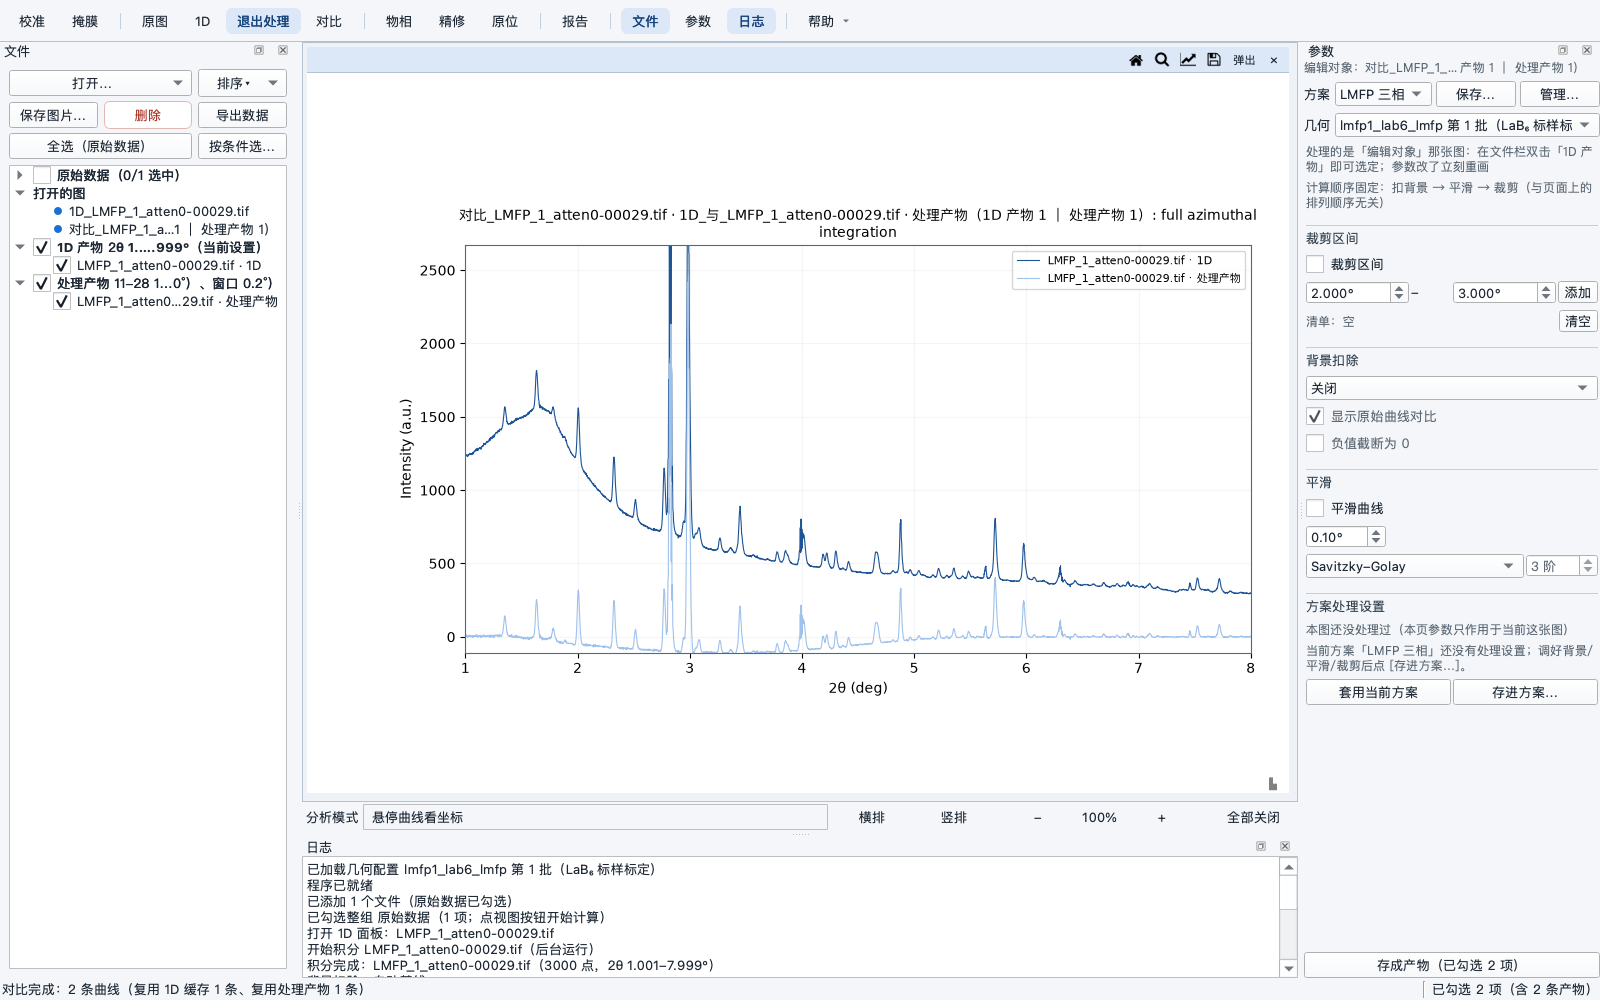 校准 掩膜 原图 1D 退出处理 对比 物相 精修 原位 报告 文件 参数 日志 帮助
文件
打开... 排序
保存图片... 删除 导出数据
全选（原始数据） 按条件选...
原始数据（0/1 选中）
打开的图
1D_LMFP_1_atten0-00029.tif
对比_LMFP_1_a...1 ｜ 处理产物 1）
1D 产物 2θ 1.....999°（当前设置）
LMFP_1_atten0-00029.tif · 1D
处理产物 11–28 1...0°）、窗口 0.2°）
LMFP_1_atten0...29.tif · 处理产物
弹出 ×
对比_LMFP_1_atten0-00029.tif · 1D_与_LMFP_1_atten0-00029.tif · 处理产物（1D 产物 1 ｜ 处理产物 1）: full azimuthal
integration
LMFP_1_atten0-00029.tif · 1D
LMFP_1_atten0-00029.tif · 处理产物
Intensity (a.u.)
2500
2000
1500
1000
500
0
1 2 3 4 5 6 7 8
2θ (deg)
分析模式 悬停曲线看坐标 横排 竖排 − 100% + 全部关闭
日志
已加载几何配置 lmfp1_lab6_lmfp 第 1 批（LaB₆ 标样标定）
程序已就绪
已添加 1 个文件（原始数据已勾选）
已勾选整组 原始数据（1 项；点视图按钮开始计算）
打开 1D 面板：LMFP_1_atten0-00029.tif
开始积分 LMFP_1_atten0-00029.tif（后台运行）
积分完成：LMFP_1_atten0-00029.tif（3000 点，2θ 1.001–7.999°）
参数
编辑对象：对比_LMFP_1_... 产物 1 ｜ 处理产物 1）
方案 LMFP 三相 保存... 管理...
几何 lmfp1_lab6_lmfp 第 1 批（LaB₆ 标样标
处理的是「编辑对象」那张图：在文件栏双击「1D 产
物」即可选定；参数改了立刻重画
计算顺序固定：扣背景 → 平滑 → 裁剪（与页面上的
排列顺序无关）
裁剪区间
裁剪区间
2.000° – 3.000° 添加
清单：空 清空
背景扣除
关闭
显示原始曲线对比
负值截断为 0
平滑
平滑曲线
0.10°
Savitzky–Golay 3 阶
方案处理设置
本图还没处理过（本页参数只作用于当前这张图）
当前方案「LMFP 三相」还没有处理设置；调好背景/
平滑/裁剪后点 [存进方案...]。
套用当前方案 存进方案...
存成产物（已勾选 2 项）
对比完成：2 条曲线（复用 1D 缓存 1 条、复用处理产物 1 条） 已勾选 2 项（含 2 条产物）